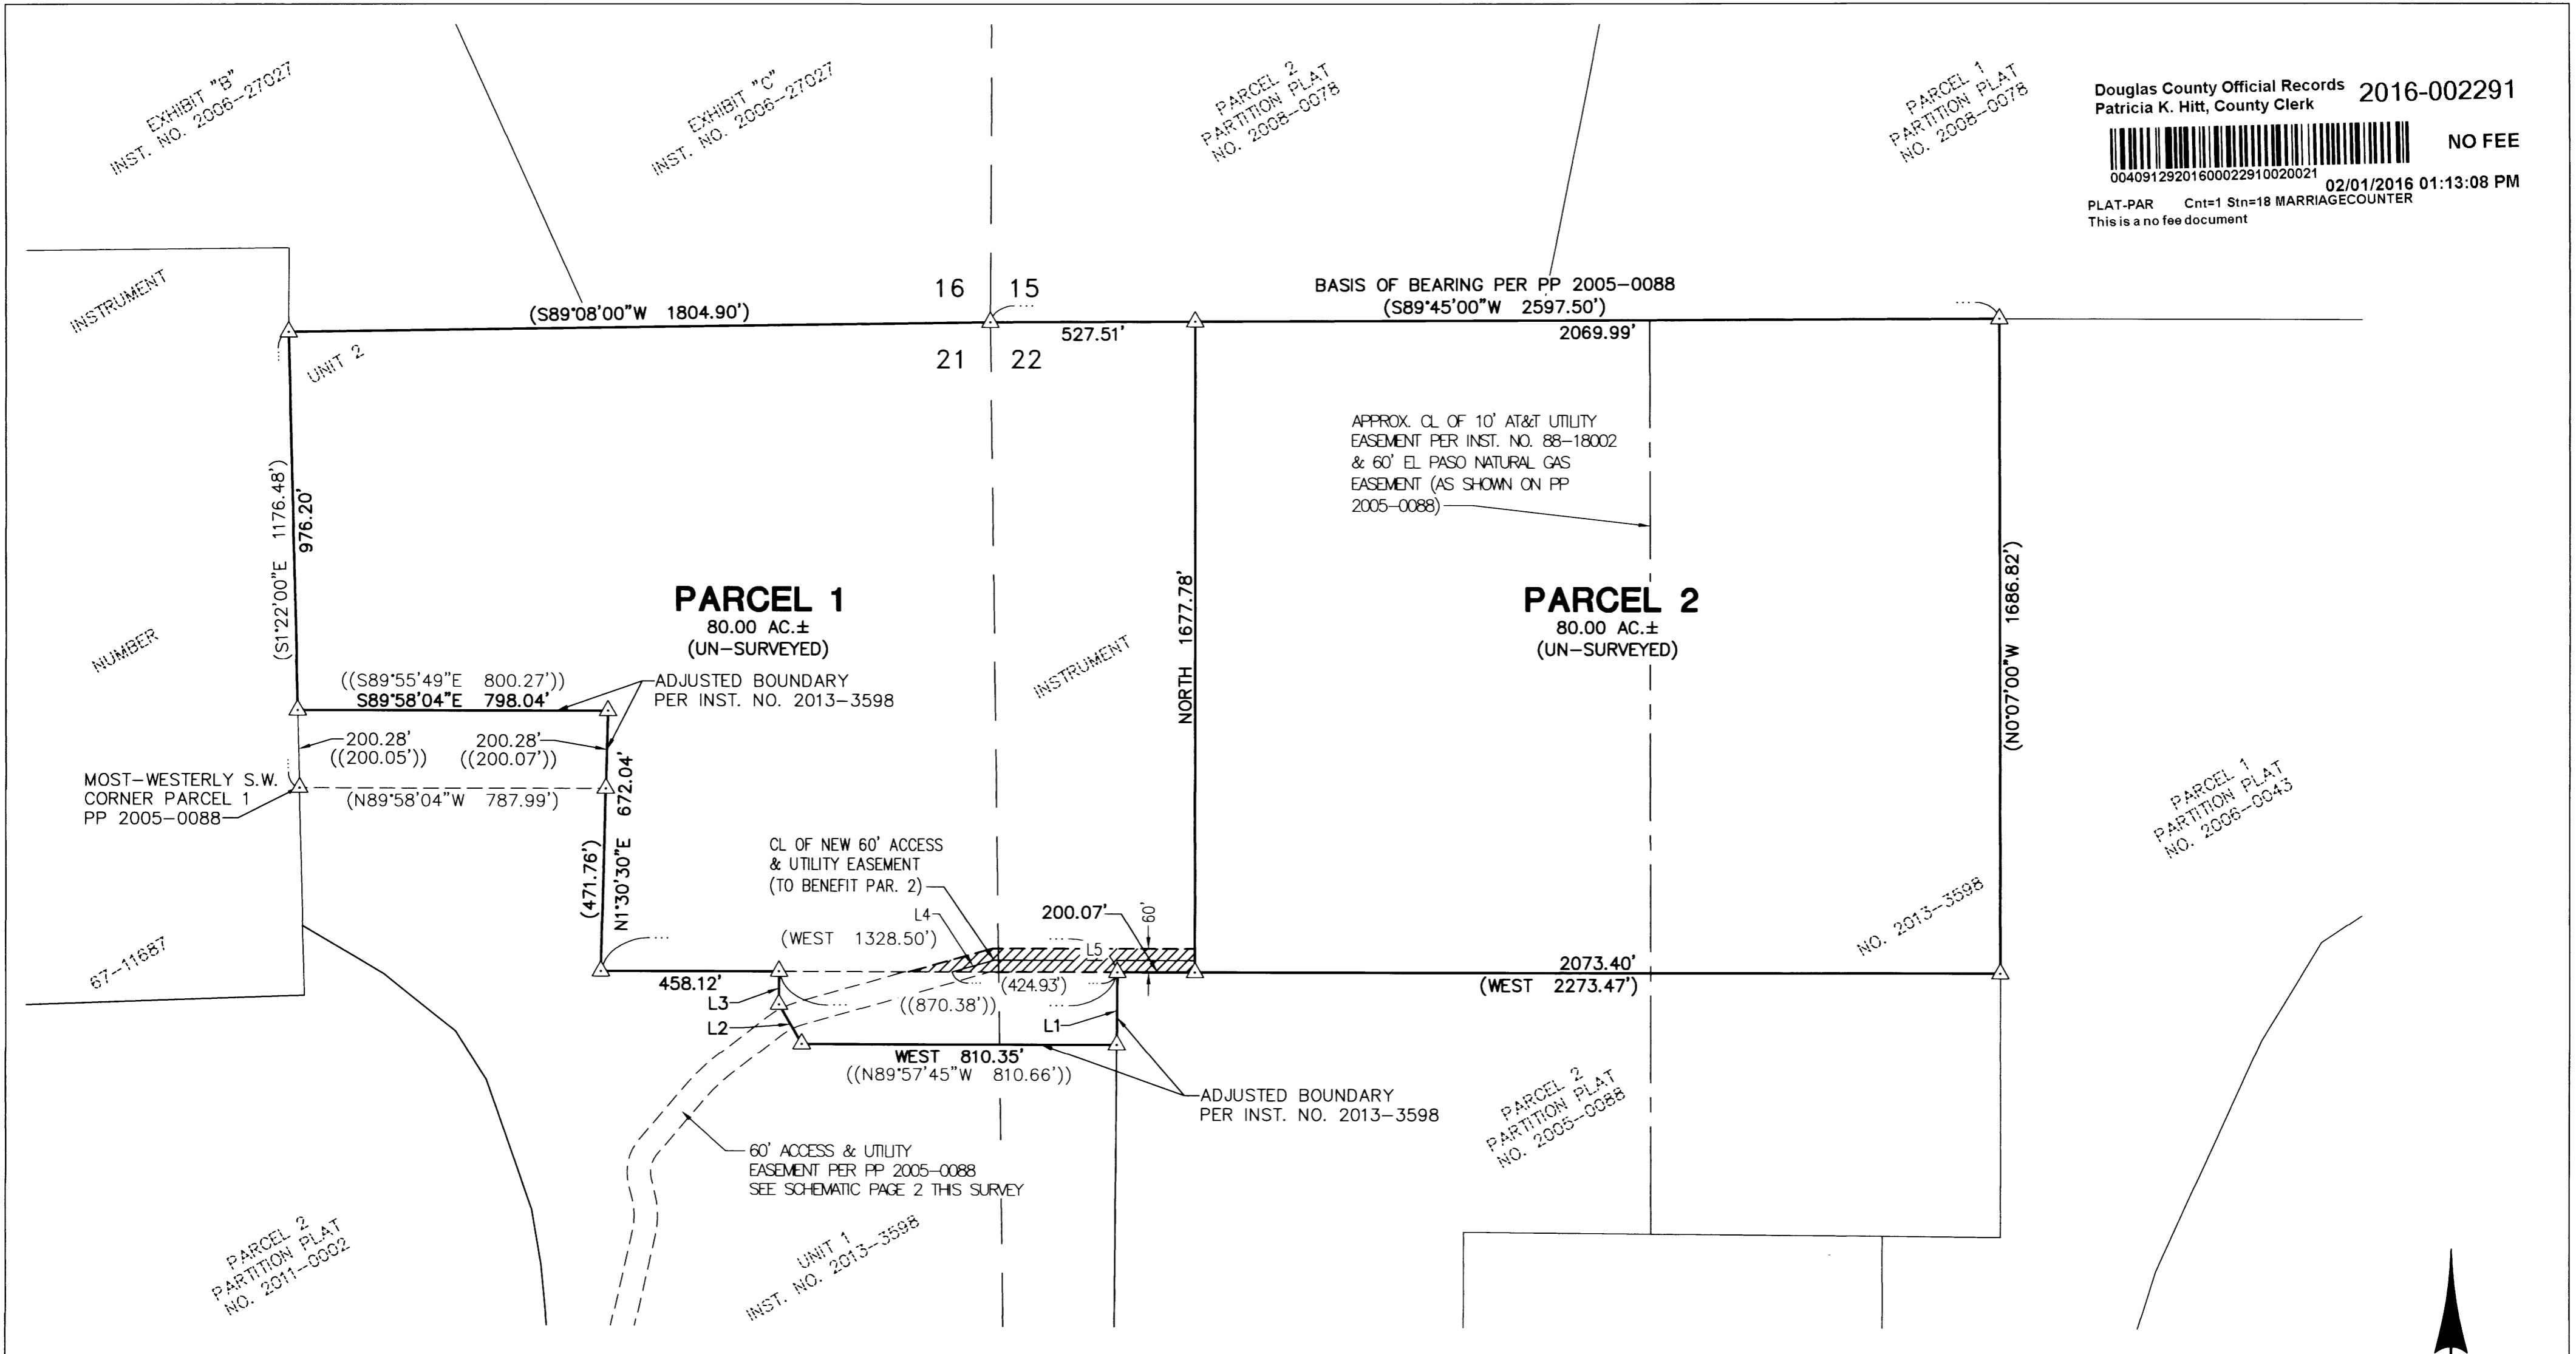 EXHIBIT "B"
INST. NO. 2006-27027
EXHIBIT "C"
INST. NO. 2006-27027
PARCEL 2
PARTITION PLAT
NO. 2008-0078
PARCEL 1
PARTITION PLAT
NO. 2008-0078
Douglas County Official Records
Patricia K. Hitt, County Clerk
2016-002291
NO FEE
00409129201600022910020021
02/01/2016 01:13:08 PM
PLAT-PAR Cnt=1 Stn=18 MARRIAGECOUNTER
This is a no fee document
INSTRUMENT
UNIT 2
(S89°08'00"W 1804.90')
16 15
21 22
527.51'
BASIS OF BEARING PER PP 2005-0088
(S89°45'00"W 2597.50')
2069.99'
APPROX. CL OF 10' AT&T UTILITY
EASEMENT PER INST. NO. 88-18002
& 60' EL PASO NATURAL GAS
EASEMENT (AS SHOWN ON PP
2005-0088)
(S1°22'00"E 1176.48')
976.20'
NUMBER
PARCEL 1
80.00 AC.±
(UN-SURVEYED)
INSTRUMENT
NORTH 1677.78'
PARCEL 2
80.00 AC.±
(UN-SURVEYED)
(N0°07'00"W 1686.82')
((S89°55'49"E 800.27'))
S89°58'04"E 798.04'
ADJUSTED BOUNDARY
PER INST. NO. 2013-3598
200.28'
((200.05'))
200.28'
((200.07'))
MOST-WESTERLY S.W.
CORNER PARCEL 1
PP 2005-0088
(N89°58'04"W 787.99')
(471.76')
N1°30'30"E 672.04'
CL OF NEW 60' ACCESS
& UTILITY EASEMENT
(TO BENEFIT PAR. 2)
L4
200.07'
60'
(WEST 1328.50')
L5
67-11687
458.12'
L3
L2
(424.93')
((870.38'))
L1
WEST 810.35'
((N89°57'45"W 810.66'))
2073.40'
(WEST 2273.47')
NO. 2013-3598
PARCEL 1
PARTITION PLAT
NO. 2006-0043
ADJUSTED BOUNDARY
PER INST. NO. 2013-3598
PARCEL 2
PARTITION PLAT
NO. 2005-0088
60' ACCESS & UTILITY
EASEMENT PER PP 2005-0088
SEE SCHEMATIC PAGE 2 THIS SURVEY
PARCEL 2
PARTITION PLAT
NO. 2011-0002
UNIT 1
INST. NO. 2013-3598